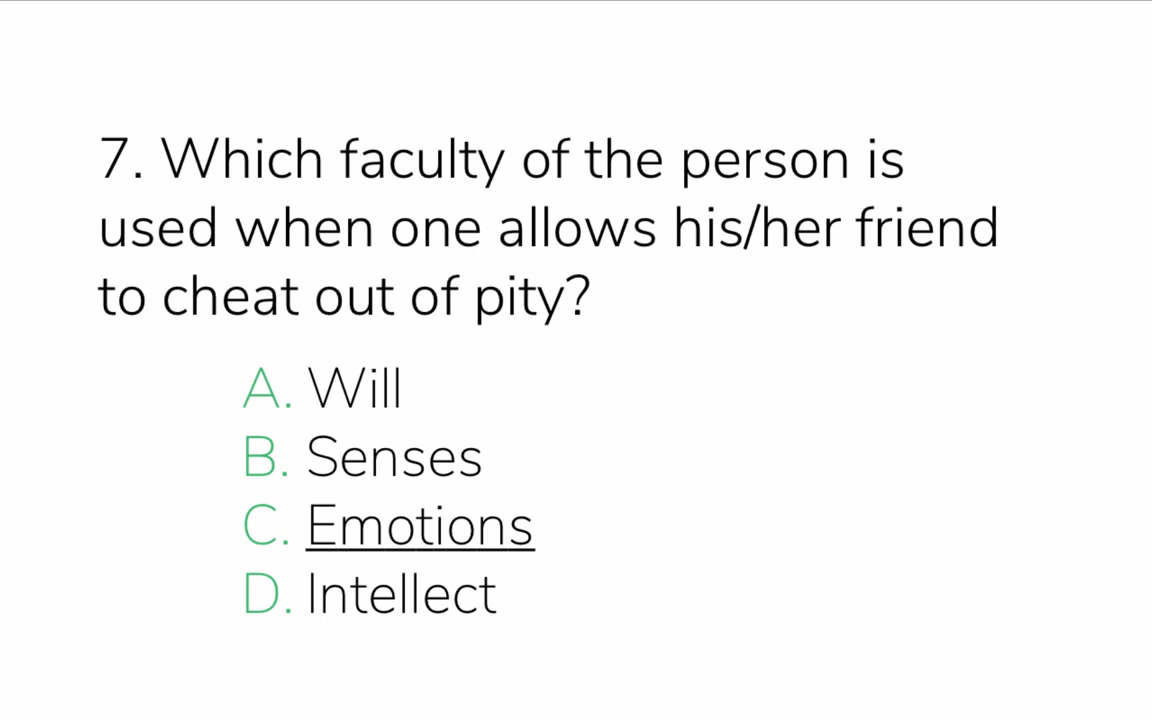 7. Which faculty of the person is
used when one allows his/her friend
to cheat out of pity?
A. Will
B. Senses
C. Emotions
D. Intellect